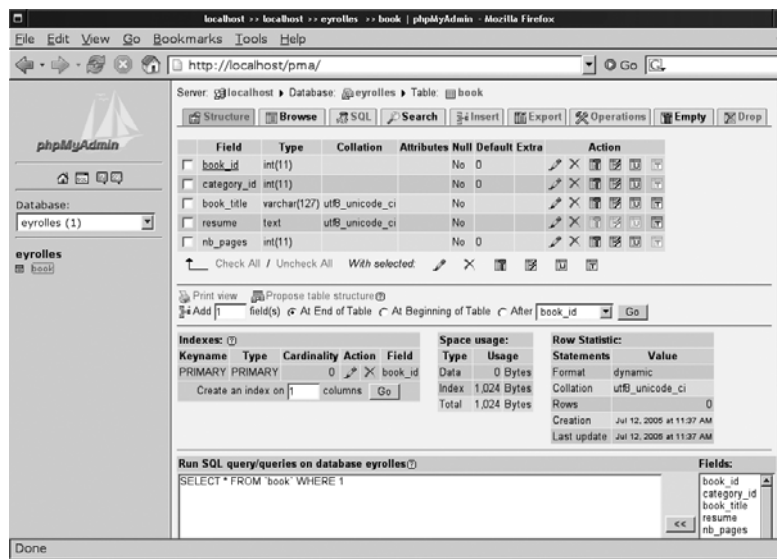 localhost >> localhost >> eyrolles >> book | phpMyAdmin - Mozilla Firefox
File Edit View Go Bookmarks Tools Help
http://localhost/pma/ Go
phpMyAdmin
Database:
eyrolles (1)
eyrolles
book
Server: localhost Database: eyrolles Table: book
Structure Browse SQL Search Insert Export Operations Empty Drop
Field Type Collation Attributes Null Default Extra Action
book_id int(11) No 0
category_id int(11) No 0
book_title varchar(127) utf8_unicode_ci No
resume text utf8_unicode_ci No
nb_pages int(11) No 0
Check All / Uncheck All With selected:
Print view Propose table structure
Add 1 field(s) At End of Table At Beginning of Table After book_id Go
Indexes:
Keyname Type Cardinality Action Field
PRIMARY PRIMARY 0 book_id
Create an index on 1 columns Go
Space usage:
Type Usage
Data 0 Bytes
Index 1,024 Bytes
Total 1,024 Bytes
Row Statistic:
Statements Value
Format dynamic
Collation utf8_unicode_ci
Rows 0
Creation Jul 12, 2005 at 11:37 AM
Last update Jul 12, 2005 at 11:37 AM
Run SQL query/queries on database eyrolles
SELECT * FROM `book` WHERE 1
Fields:
book_id
category_id
book_title
resume
nb_pages
<<
Done